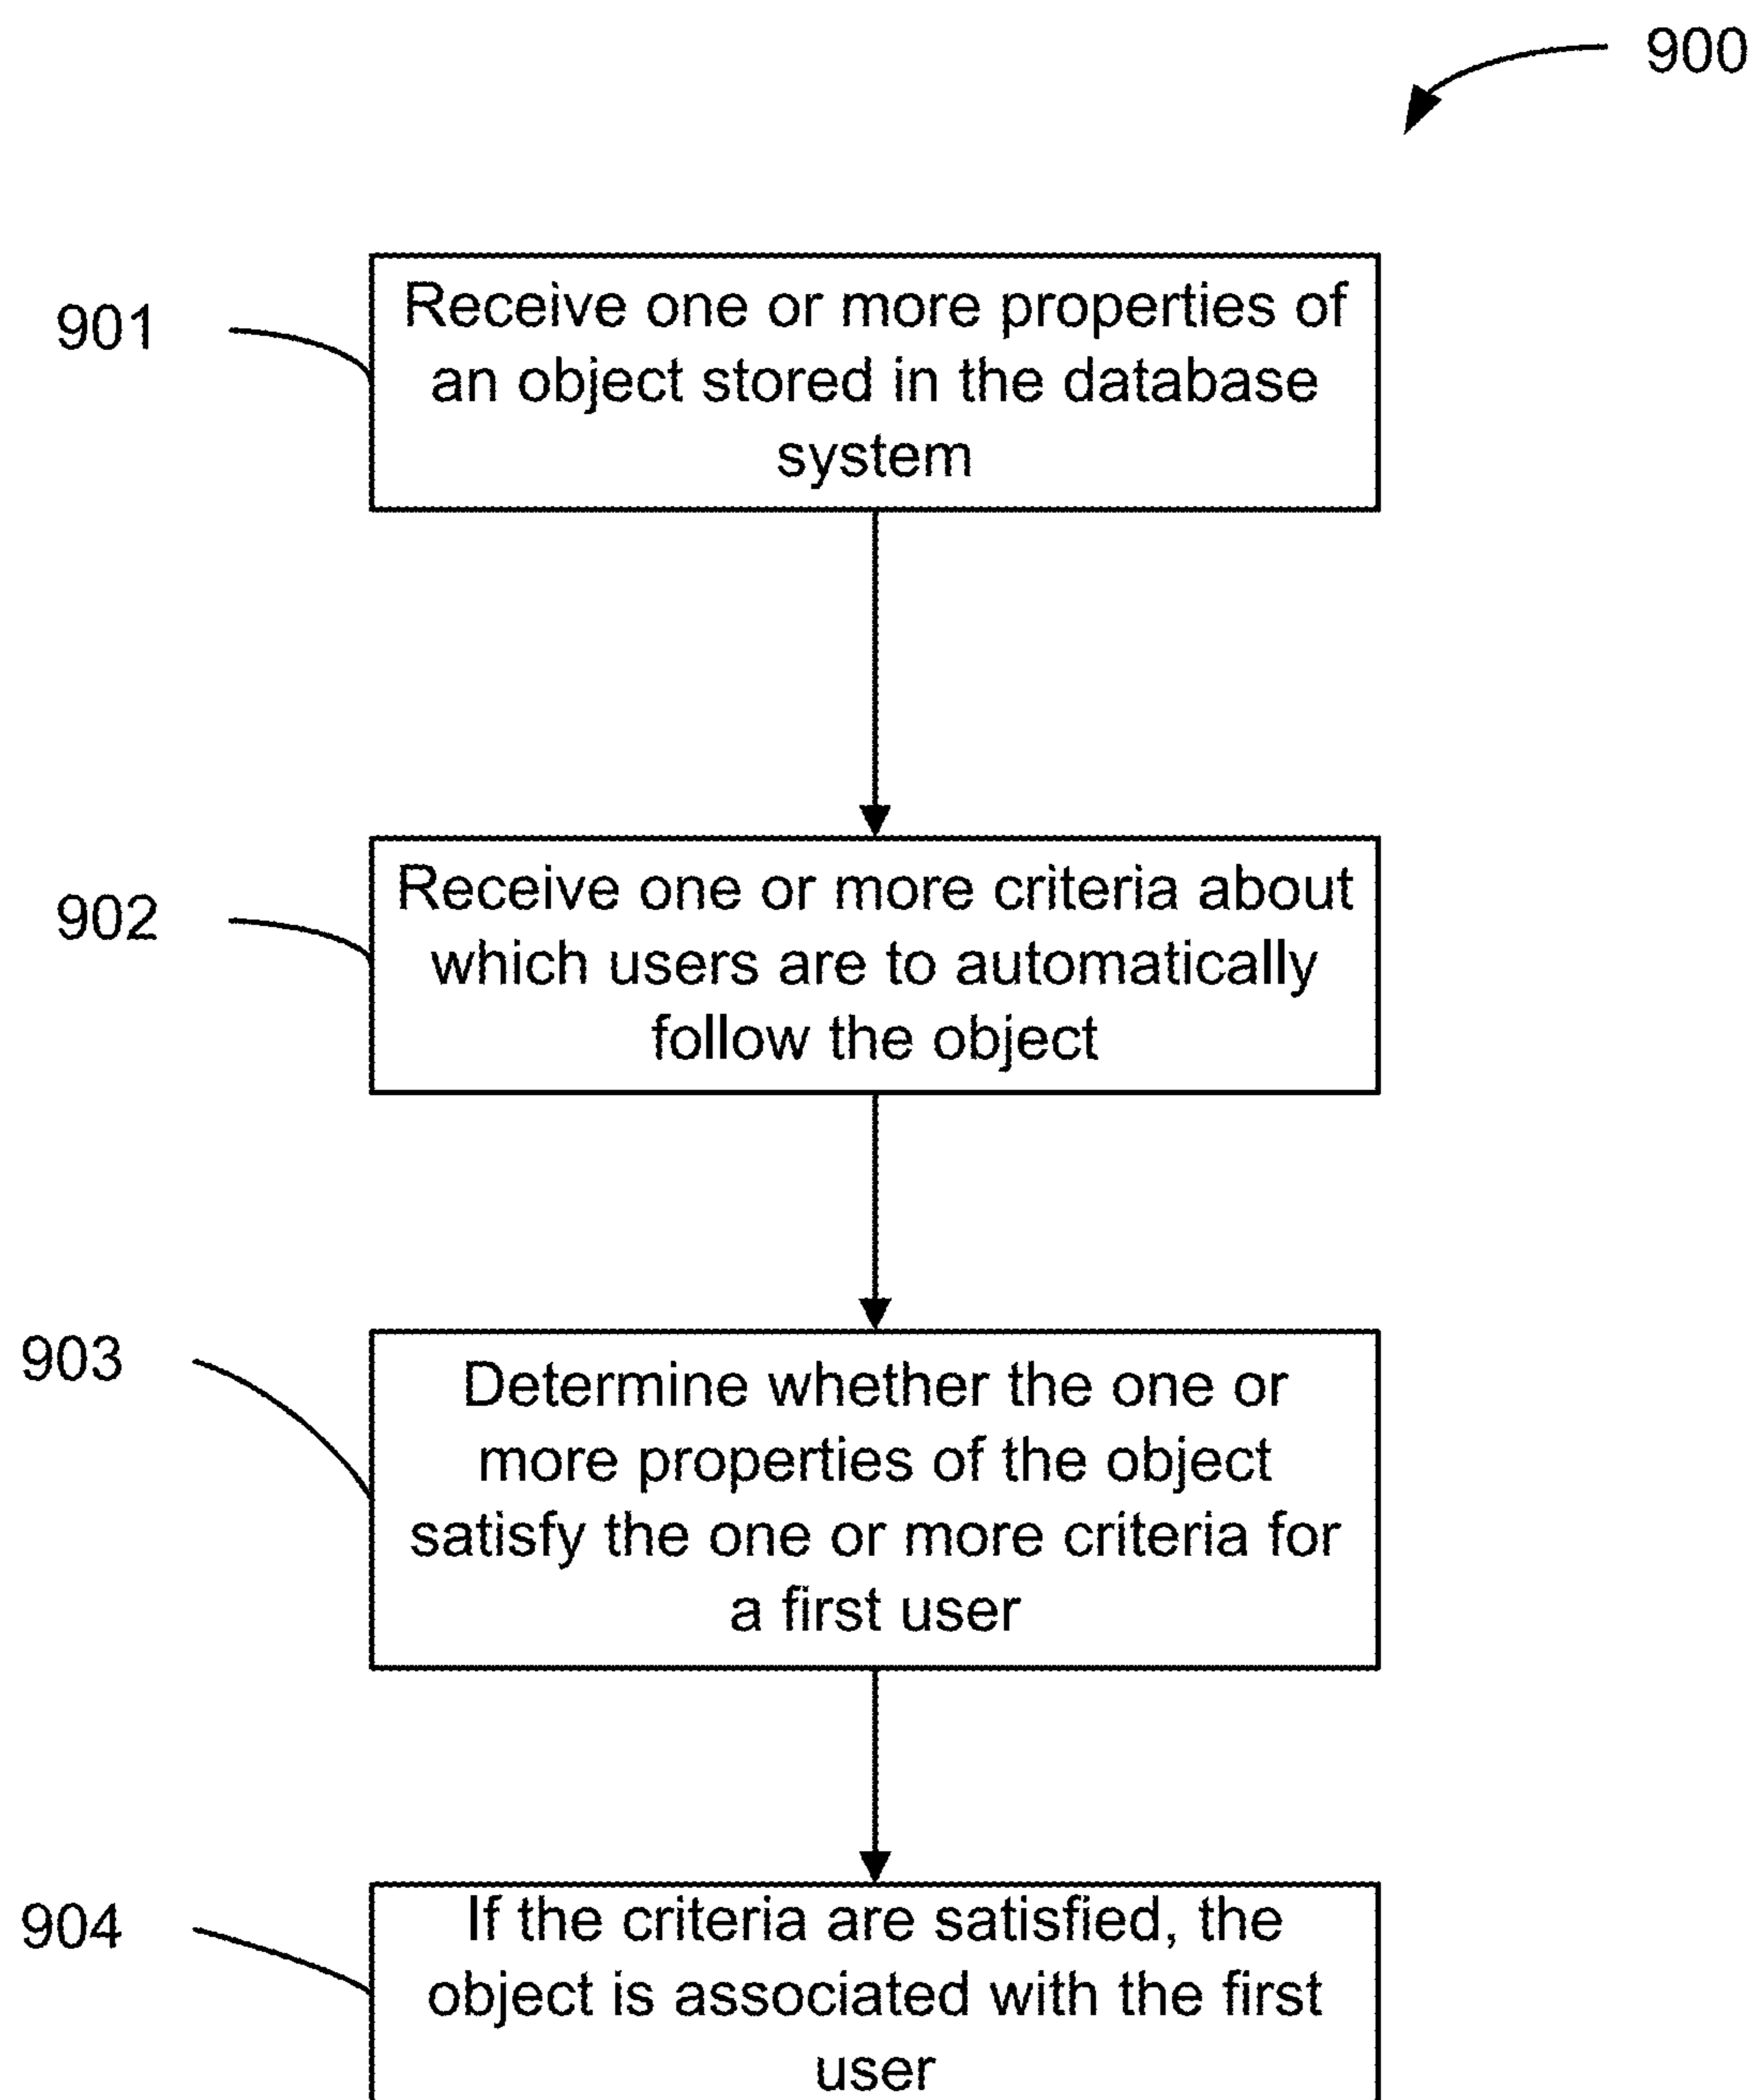 900
901
Receive one or more properties of
an object stored in the database
system
902
Receive one or more criteria about
which users are to automatically
follow the object
903
Determine whether the one or
more properties of the object
satisfy the one or more criteria for
a first user
904
If the criteria are satisfied, the
object is associated with the first
user